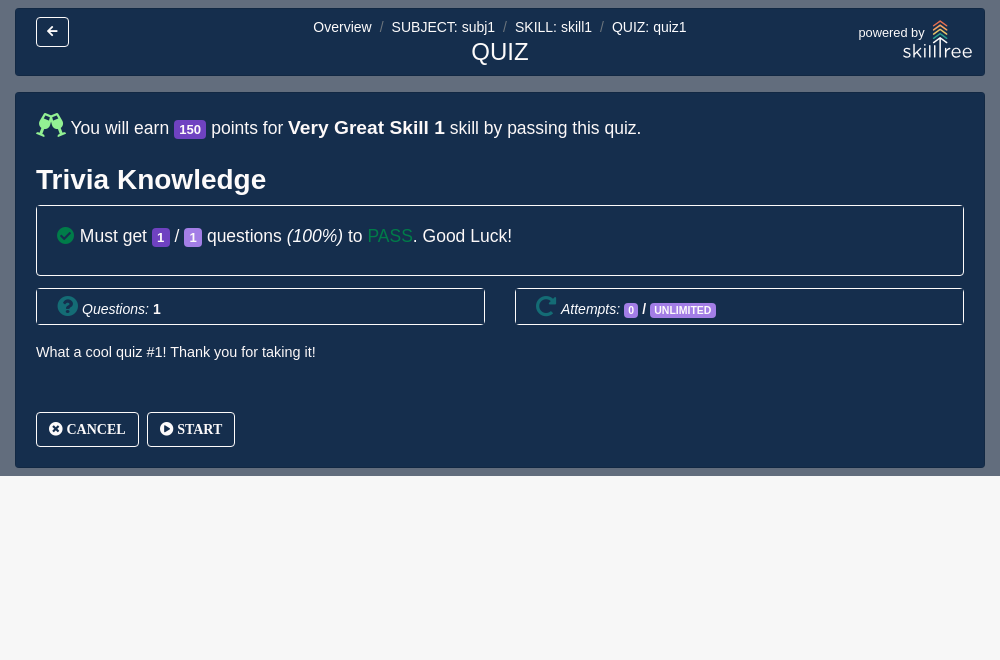 Overview / SUBJECT: subj1 / SKILL: skill1 / QUIZ: quiz1
QUIZ
powered by
skilltree
You will earn 150 points for Very Great Skill 1 skill by passing this quiz.
Trivia Knowledge
Must get 1 / 1 questions (100%) to PASS. Good Luck!
Questions: 1
Attempts: 0 / UNLIMITED
What a cool quiz #1! Thank you for taking it!
CANCEL
START